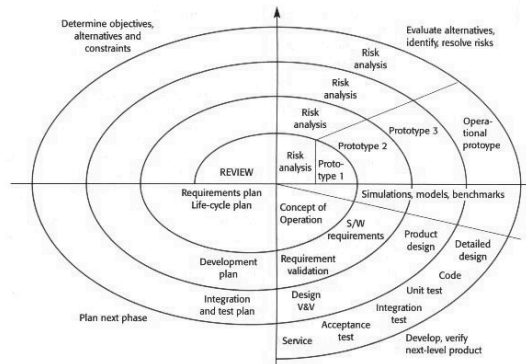 Determine objectives,
alternatives and
constraints
Evaluate alternatives,
identify, resolve risks
Risk
analysis
Risk
analysis
Risk
analysis
Risk
analysis
Proto-
type 1
Prototype 2
Prototype 3
Opera-
tional
protoype
REVIEW
Requirements plan
Life-cycle plan
Simulations, models, benchmarks
Concept of
Operation
S/W
requirements
Product
design
Detailed
design
Development
plan
Requirement
validation
Code
Unit test
Integration
and test plan
Design
V&V
Integration
test
Plan next phase
Acceptance
test
Service
Develop, verify
next-level product